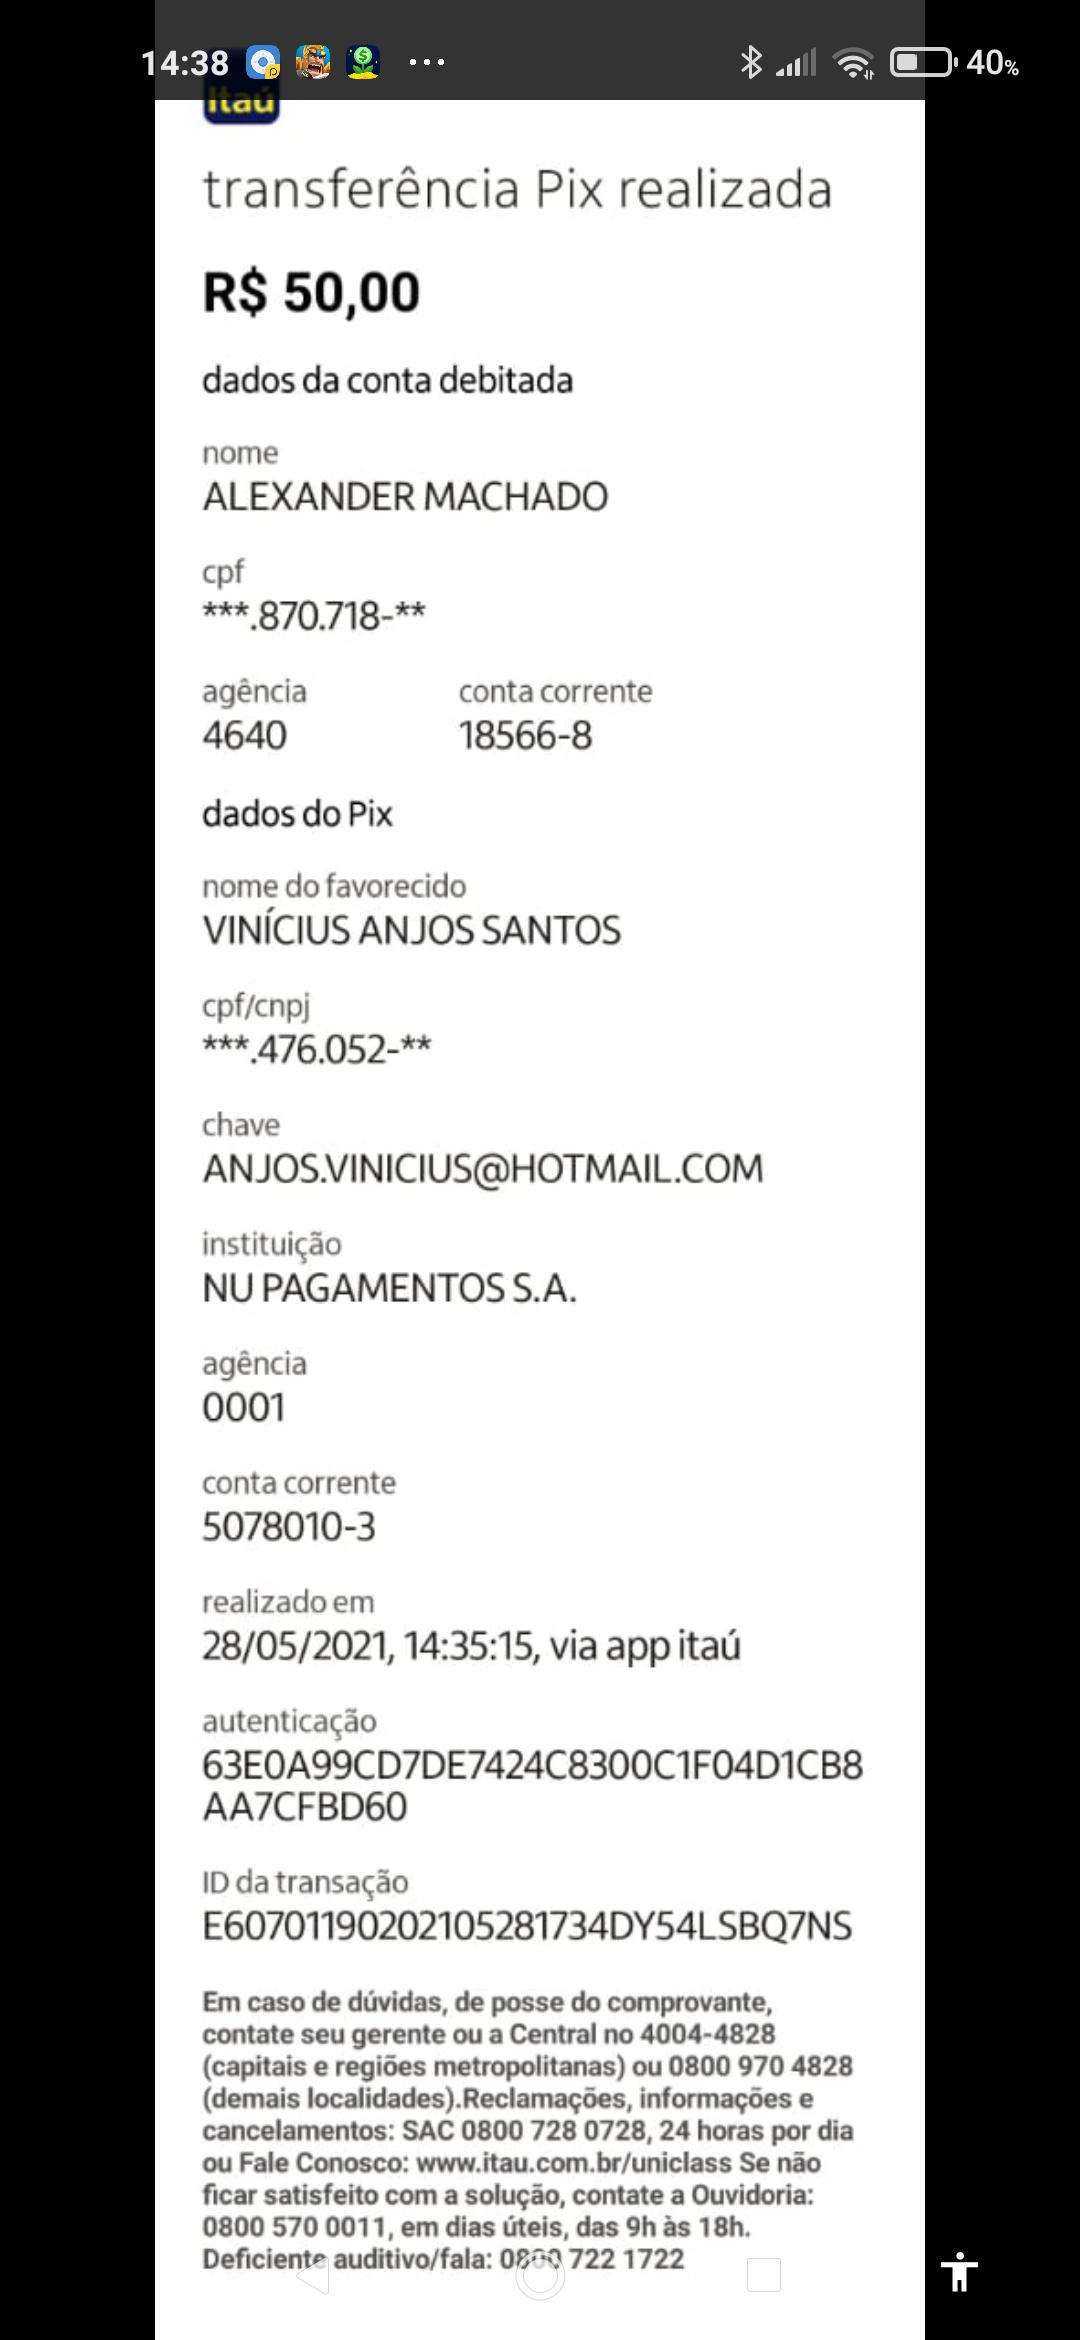 14:38 ... 40%
Itaú
transferência Pix realizada
R$ 50,00
dados da conta debitada
nome
ALEXANDER MACHADO
cpf
***.870.718-**
agência conta corrente
4640 18566-8
dados do Pix
nome do favorecido
VINÍCIUS ANJOS SANTOS
cpf/cnpj
***.476.052-**
chave
ANJOS.VINICIUS@HOTMAIL.COM
instituição
NU PAGAMENTOS S.A.
agência
0001
conta corrente
5078010-3
realizado em
28/05/2021, 14:35:15, via app itaú
autenticação
63E0A99CD7DE7424C8300C1F04D1CB8
AA7CFBD60
ID da transação
E60701190202105281734DY54LSBQ7NS
Em caso de dúvidas, de posse do comprovante,
contate seu gerente ou a Central no 4004-4828
(capitais e regiões metropolitanas) ou 0800 970 4828
(demais localidades).Reclamações, informações e
cancelamentos: SAC 0800 728 0728, 24 horas por dia
ou Fale Conosco: www.itau.com.br/uniclass Se não
ficar satisfeito com a solução, contate a Ouvidoria:
0800 570 0011, em dias úteis, das 9h às 18h.
Deficiente auditivo/fala: 0800 722 1722